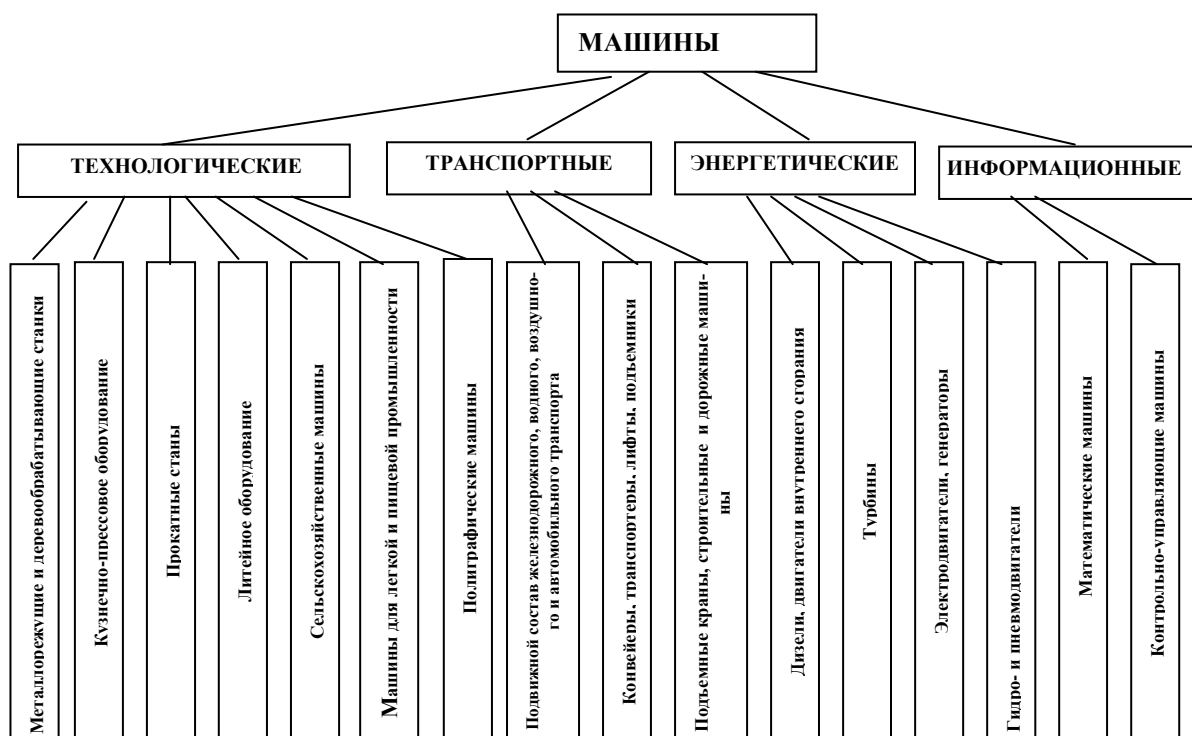 МАШИНЫ
ТЕХНОЛОГИЧЕСКИЕ
ТРАНСПОРТНЫЕ
ЭНЕРГЕТИЧЕСКИЕ
ИНФОРМАЦИОННЫЕ
Металлорежущие и деревообрабатывающие станки
Кузнечно-прессовое оборудование
Прокатные станы
Литейное оборудование
Сельскохозяйственные машины
Машины для легкой и пищевой промышленности
Полиграфические машины
Подвижной состав железнодорожного, водного, воздушно-
го и автомобильного транспорта
Конвейеры, транспортеры, лифты, подъемники
Подъемные краны, строительные и дорожные маши-
ны
Дизели, двигатели внутреннего сгорания
Турбины
Электродвигатели, генераторы
Гидро- и пневмодвигатели
Математические машины
Контрольно-управляющие машины